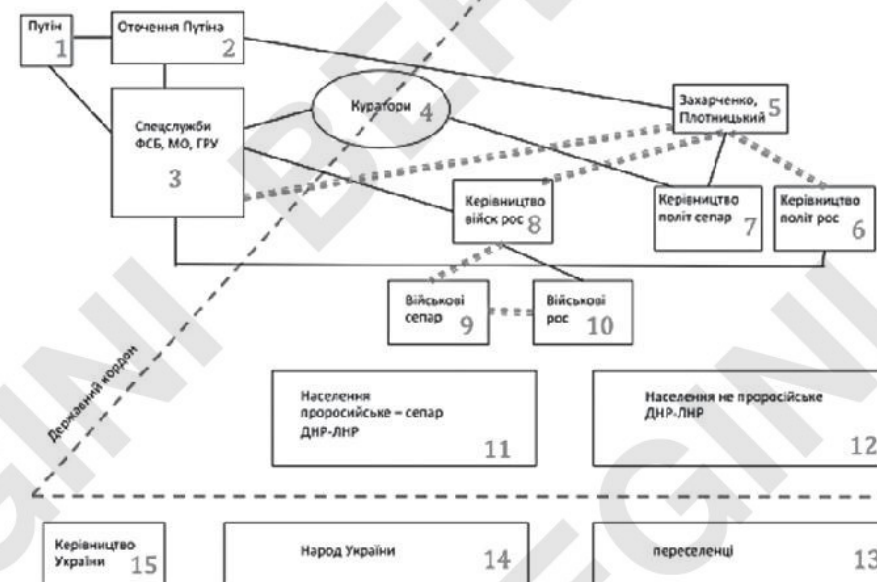 Путін
1
Оточення Путіна
2
Спецслужби
ФСБ, МО, ГРУ
3
Куратори 4
Захарченко,
Плотницький 5
Керівництво
військ рос 8
Керівництво
політ сепар 7
Керівництво
політ рос 6
Військові
сепар 9
Військові
рос 10
Державний кордон
Населення
проросийське – сепар
ДНР-ЛНР
11
Населення не проросійське
ДНР-ЛНР
12
Керівництво
України 15
Народ України 14
переселенці 13
BEHGINI